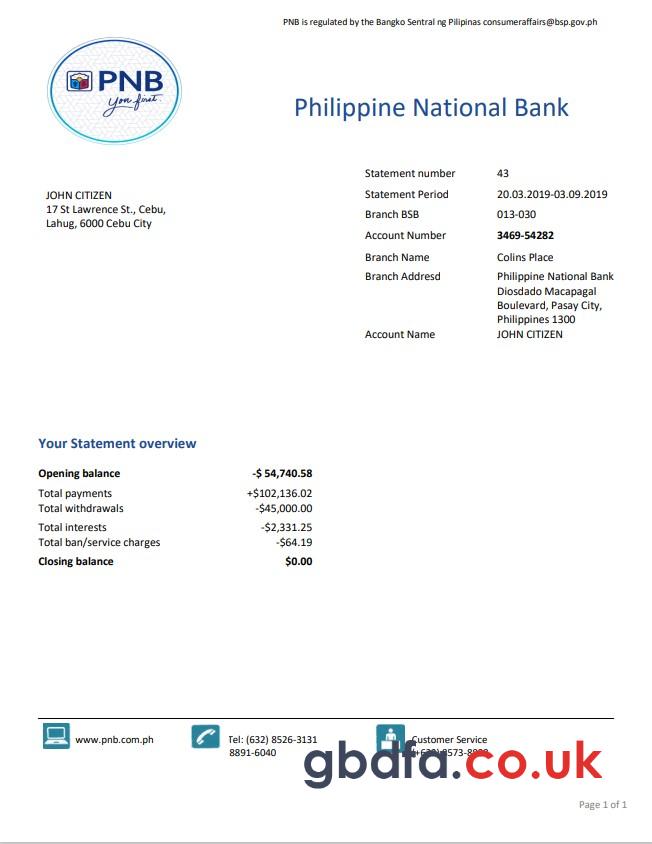 PNB is regulated by the Bangko Sentral ng Pilipinas consumeraffairs@bsp.gov.ph
PNB
You first.
Philippine National Bank
JOHN CITIZEN
17 St Lawrence St., Cebu,
Lahug, 6000 Cebu City
Statement number 43
Statement Period 20.03.2019-03.09.2019
Branch BSB 013-030
Account Number 3469-54282
Branch Name Colins Place
Branch Addresd Philippine National Bank
Diosdado Macapagal
Boulevard, Pasay City,
Philippines 1300
Account Name JOHN CITIZEN
Your Statement overview
Opening balance -$ 54,740.58
Total payments +$102,136.02
Total withdrawals -$45,000.00
Total interests -$2,331.25
Total ban/service charges -$64.19
Closing balance $0.00
www.pnb.com.ph
Tel: (632) 8526-3131
8891-6040
Customer Service
gbdfa.co.uk
Page 1 of 1